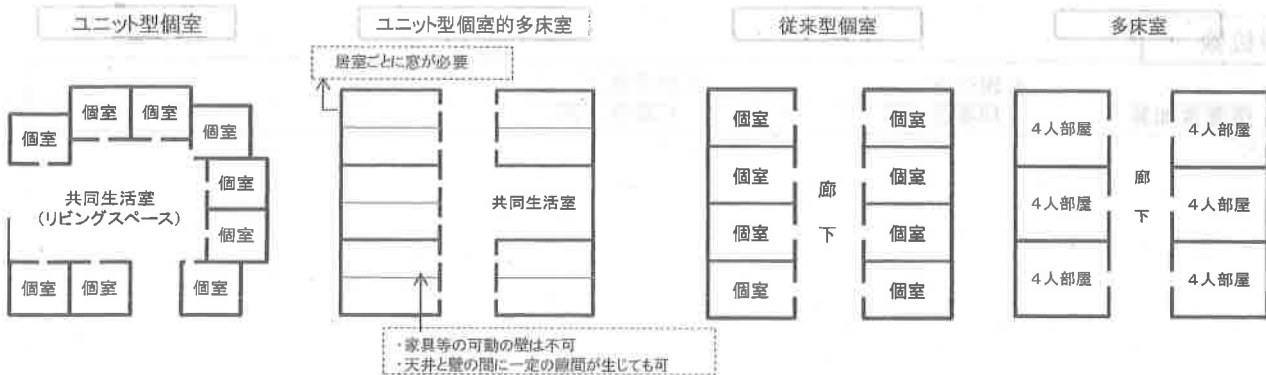 ユニット型個室
ユニット型個室的多床室
従来型個室
多床室
居室ごとに窓が必要
個室
個室
個室
個室
個室
個室
共同生活室
(リビングスペース)
個室
個室
個室
共同生活室
・家具等の可動の壁は不可
・天井と壁の間に一定の隙間が生じても可
個室
個室
個室
個室
廊
下
個室
個室
個室
個室
4人部屋
4人部屋
4人部屋
廊
下
4人部屋
4人部屋
4人部屋